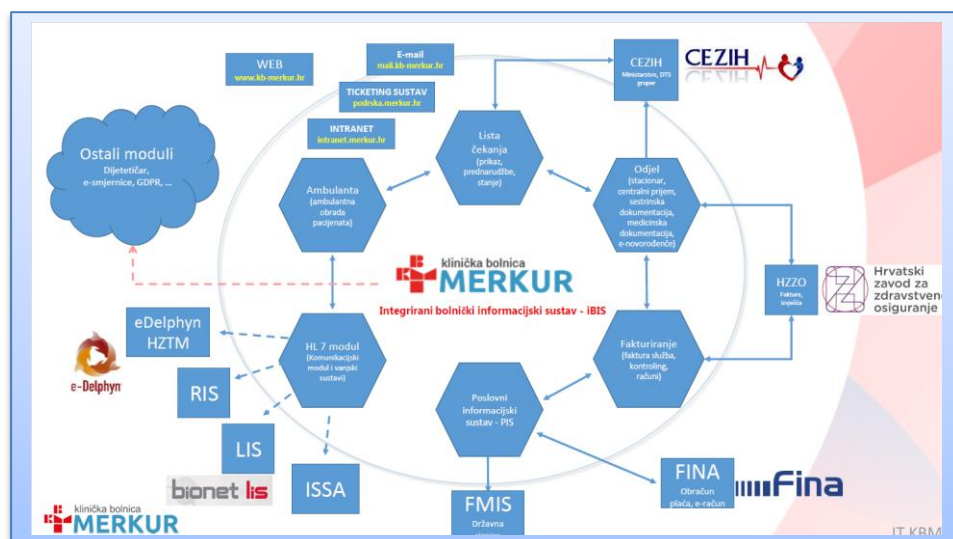 WEB
www.kb-merkur.hr
E-mail
mail.kb-merkur.hr
TICKETING SUSTAV
podrska.merkur.hr
INTRANET
intranet.merkur.hr
CEZIH
Ministarstvo, DTS
gruper
CEZIH
Ostali moduli
Dijetetičar,
e-smjernice, GDPR, ...
Lista
čekanja
(prikaz,
prednarudžbe,
stanje)
Ambulanta
(ambulantna
obrada
pacijenata)
Odjel
(stacionar,
centralni prijem,
sestrinska
dokumentacija,
medicinska
dokumentacija,
e-novorođenče)
klinička bolnica
MERKUR
Integrirani bolnički informacijski sustav - iBIS
HZZO
Fakture,
izvješća
Hrvatski
zavod za
zdravstveno
osiguranje
eDelphyn
HZTM
e-Delphyn
HL 7 modul
(Komunikacijski
modul i vanjski
sustavi)
Fakturiranje
(faktura služba,
kontroling,
računi)
RIS
Poslovni
informacijski
sustav - PIS
LIS
bionet lis
ISSA
FMIS
Državna
FINA
Obračun
plaća, e-račun
Fina
klinička bolnica
MERKUR
IT KBM